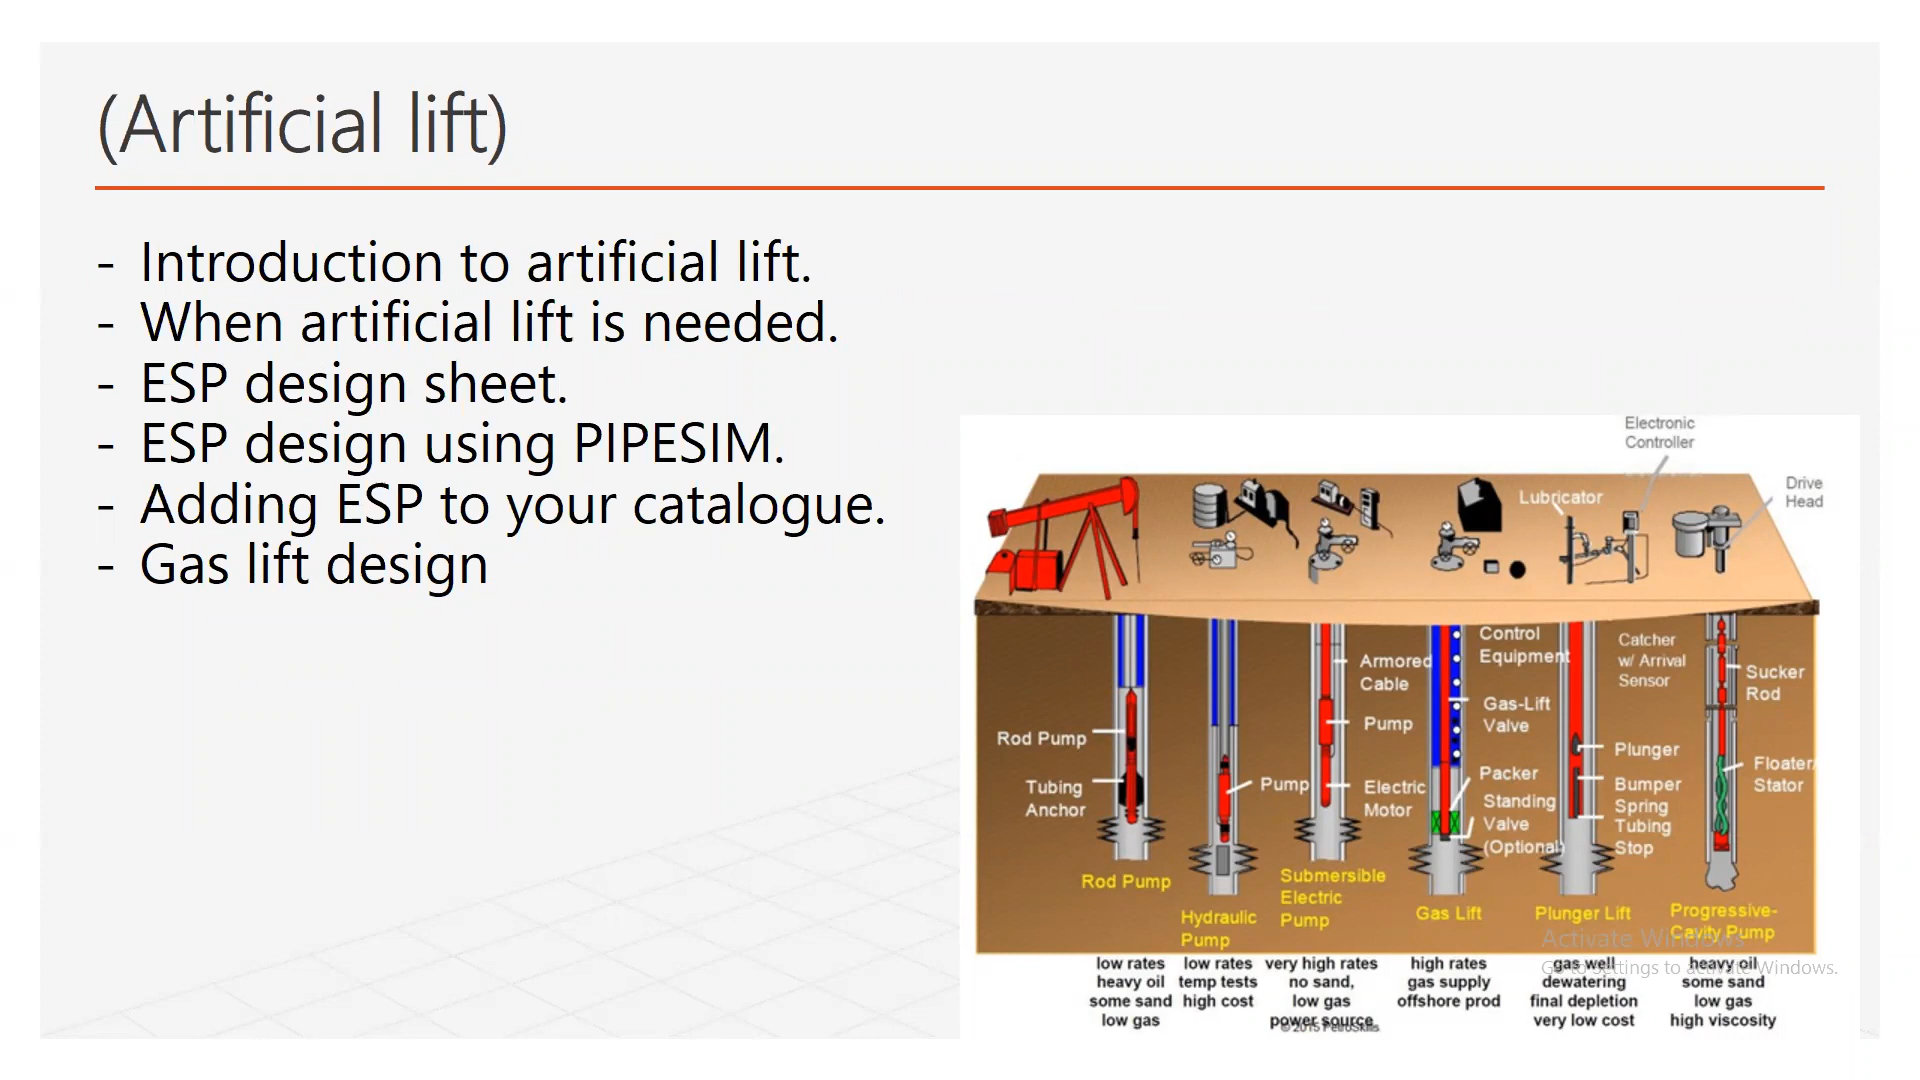 (Artificial lift)
- Introduction to artificial lift.
- When artificial lift is needed.
- ESP design sheet.
- ESP design using PIPESIM.
- Adding ESP to your catalogue.
- Gas lift design
Electronic
Controller
Drive
Head
Lubricator
Rod Pump
Tubing
Anchor
Rod Pump
Pump
Hydraulic
Pump
Armored
Cable
Pump
Electric
Motor
Submersible
Electric
Pump
Control
Equipment
Gas-Lift
Valve
Packer
Standing
Valve
(Optional)
Gas Lift
Catcher
w/ Arrival
Sensor
Plunger
Bumper
Spring
Tubing
Stop
Plunger Lift
Sucker
Rod
Floater/
Stator
Progressive-
Cavity Pump
low rates
heavy oil
some sand
low gas
low rates
temp tests
high cost
very high rates
no sand,
low gas
power source
high rates
gas supply
offshore prod
gas well
dewatering
final depletion
very low cost
heavy oil
some sand
low gas
high viscosity
© 2015 PetroSkills
Activate Windows
Go to Settings to activate Windows.